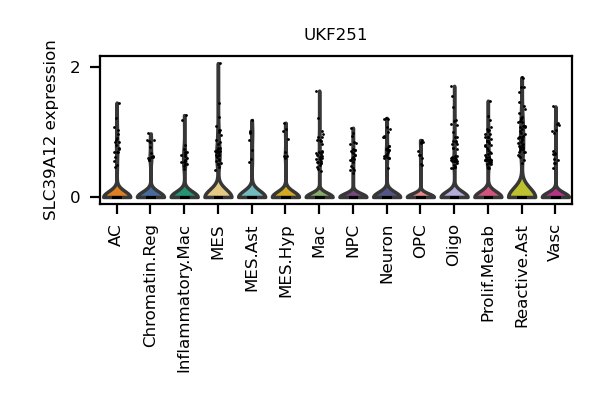 UKF251
SLC39A12 expression
2
0
AC
Chromatin.Reg
Inflammatory.Mac
MES
MES.Ast
MES.Hyp
Mac
NPC
Neuron
OPC
Oligo
Prolif.Metab
Reactive.Ast
Vasc